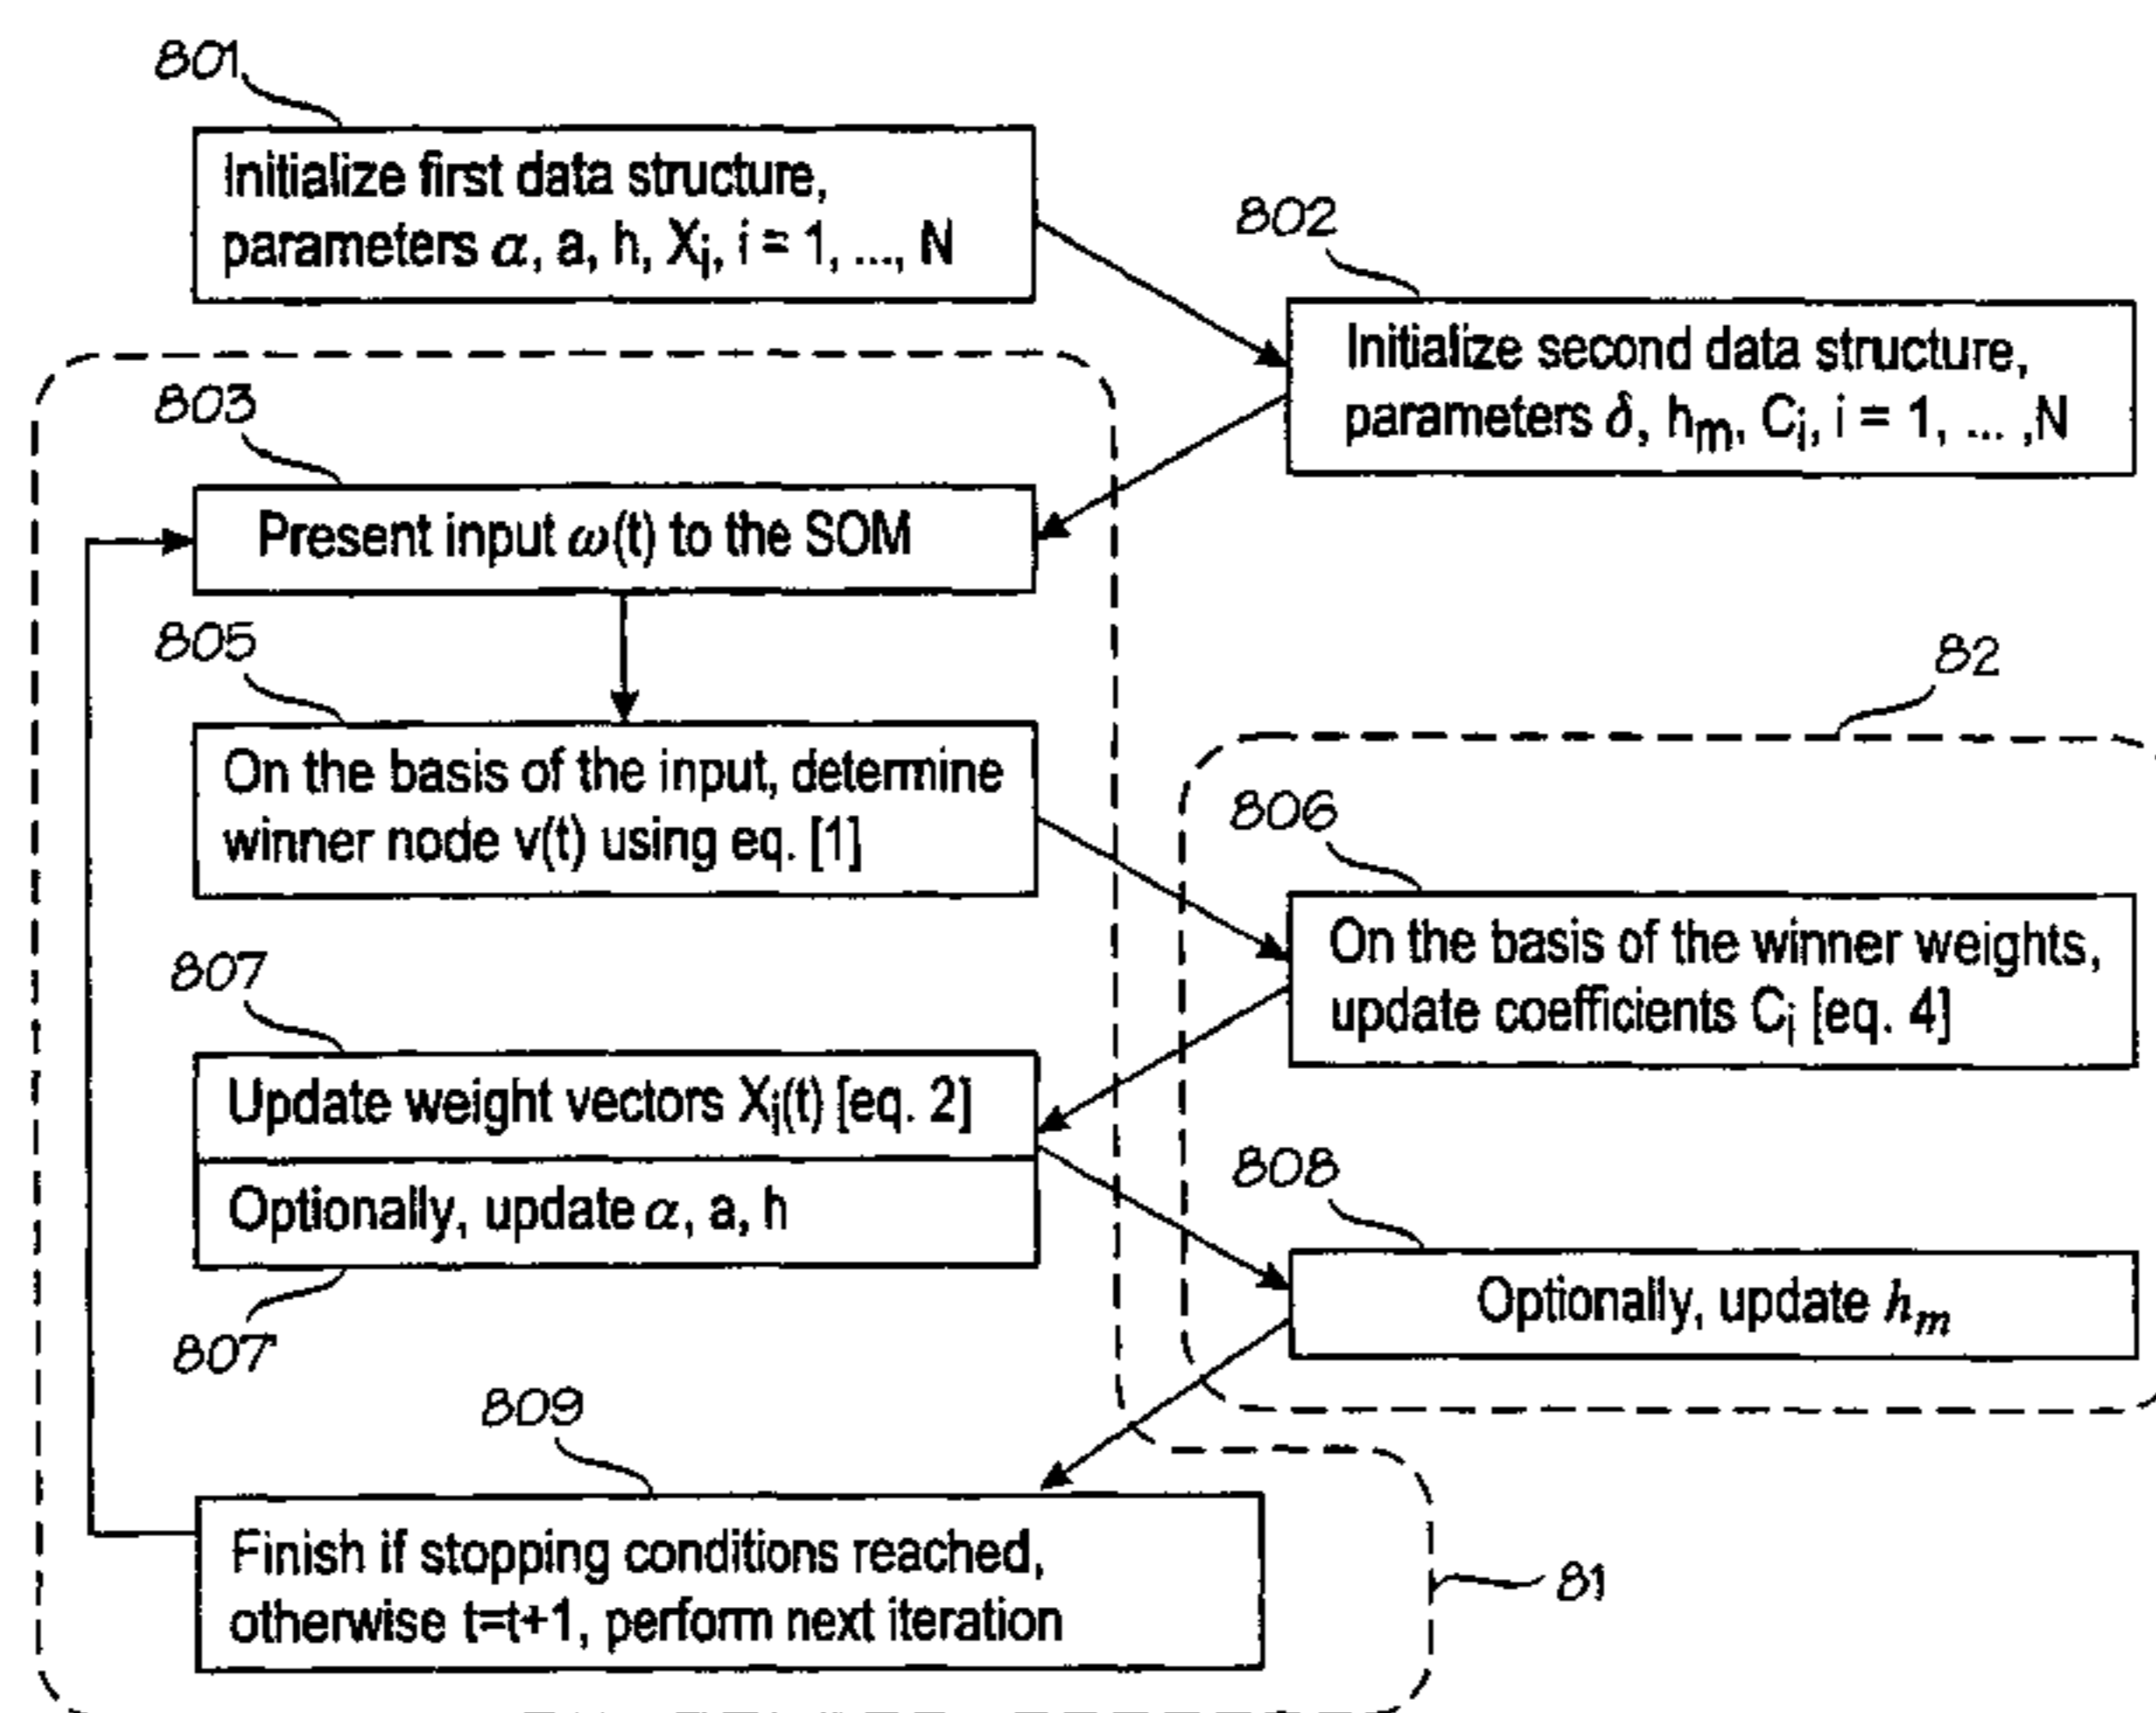 801
Initialize first data structure,
parameters α, a, h, Xi, i = 1, ..., N
802
Initialize second data structure,
parameters δ, hm, Ci, i = 1, ... ,N
803
Present input ω(t) to the SOM
805
On the basis of the input, determine
winner node v(t) using eq. [1]
82
806
On the basis of the winner weights,
update coefficients Ci [eq. 4]
807
Update weight vectors Xi(t) [eq. 2]
Optionally, update α, a, h
807'
808
Optionally, update hm
809
Finish if stopping conditions reached,
otherwise t=t+1, perform next iteration
81